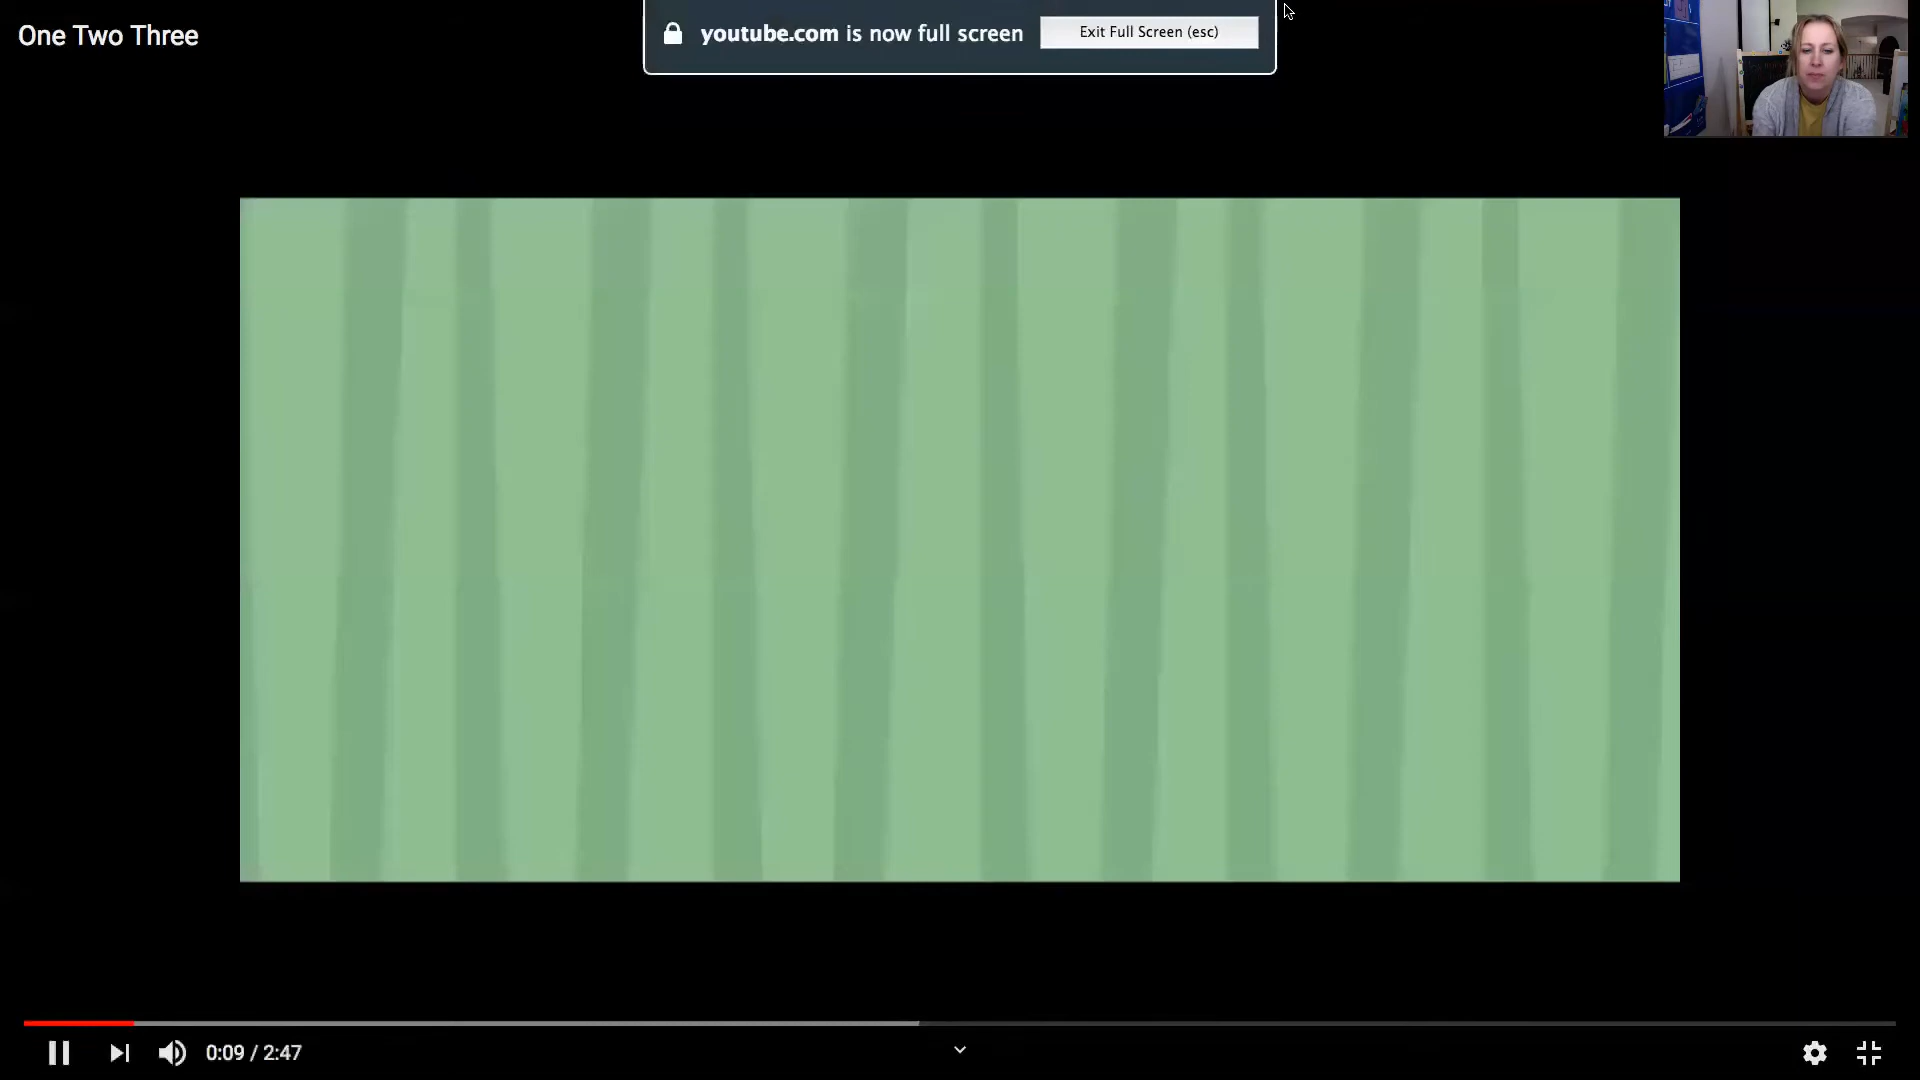 One Two Three
youtube.com is now full screen
Exit Full Screen (esc)
0:09 / 2:47